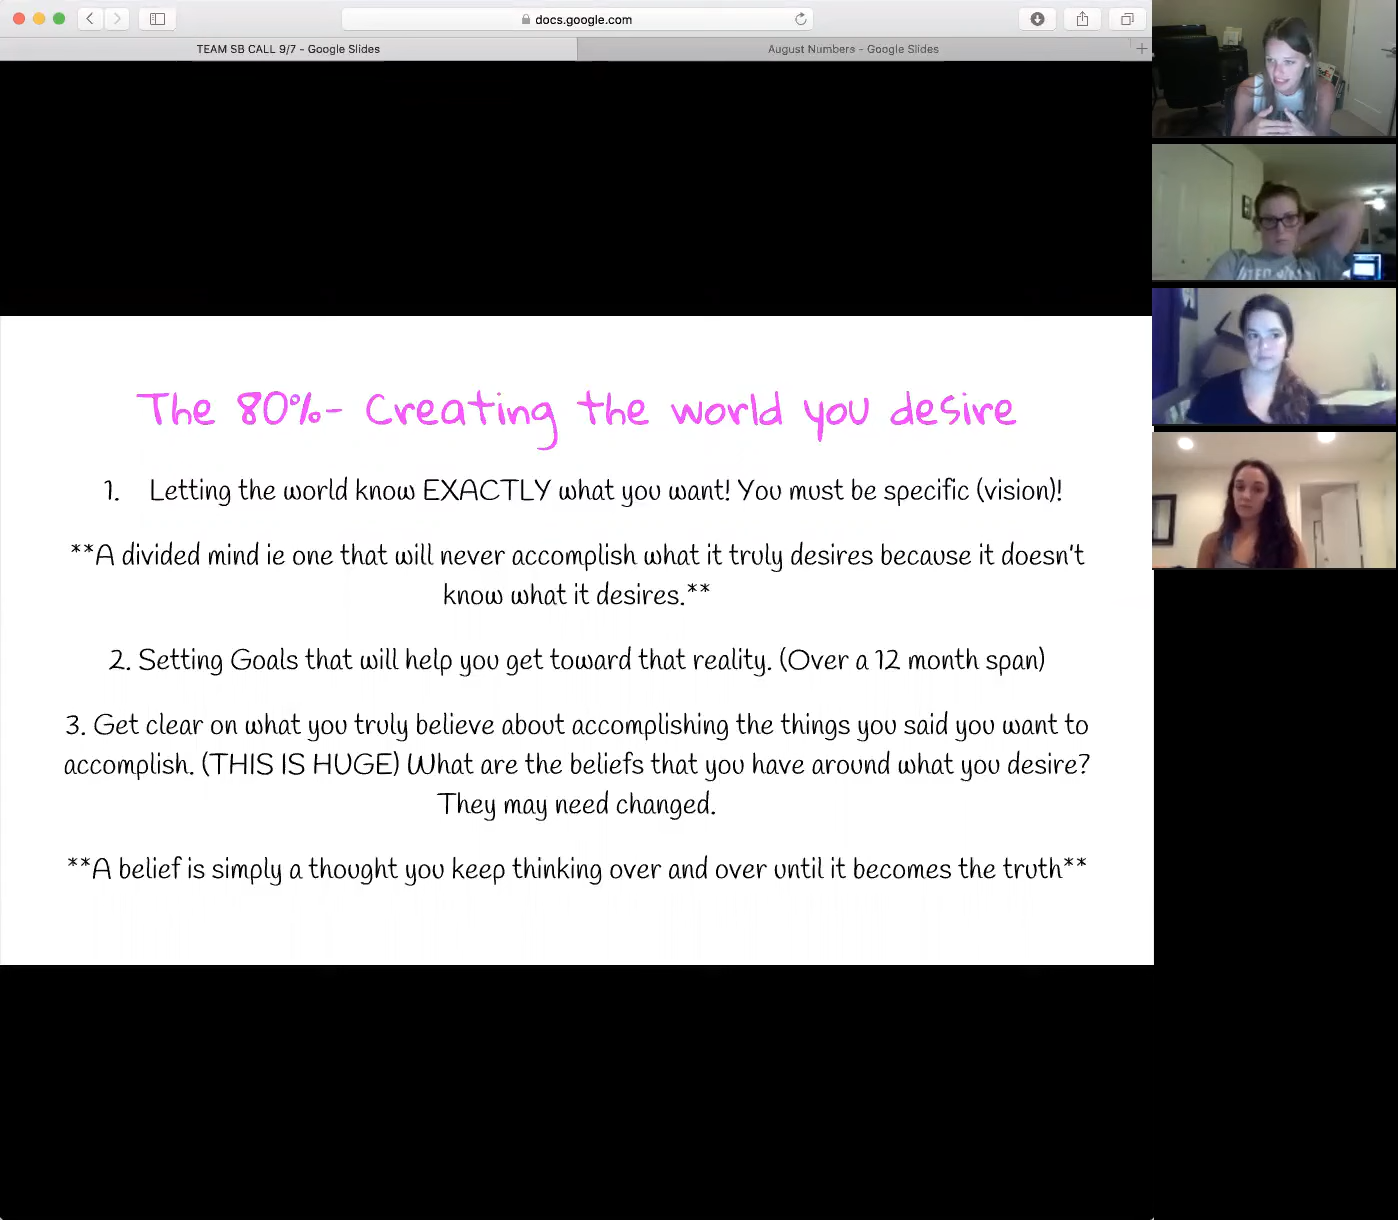 docs.google.com
TEAM SB CALL 9/7 - Google Slides
August Numbers - Google Slides
The 80%- Creating the world you desire
1. Letting the world know EXACTLY what you want! You must be specific (vision)!
**A divided mind ie one that will never accomplish what it truly desires because it doesn't
know what it desires.**
2. Setting Goals that will help you get toward that reality. (Over a 12 month span)
3. Get clear on what you truly believe about accomplishing the things you said you want to
accomplish. (THIS IS HUGE) What are the beliefs that you have around what you desire?
They may need changed.
**A belief is simply a thought you keep thinking over and over until it becomes the truth**